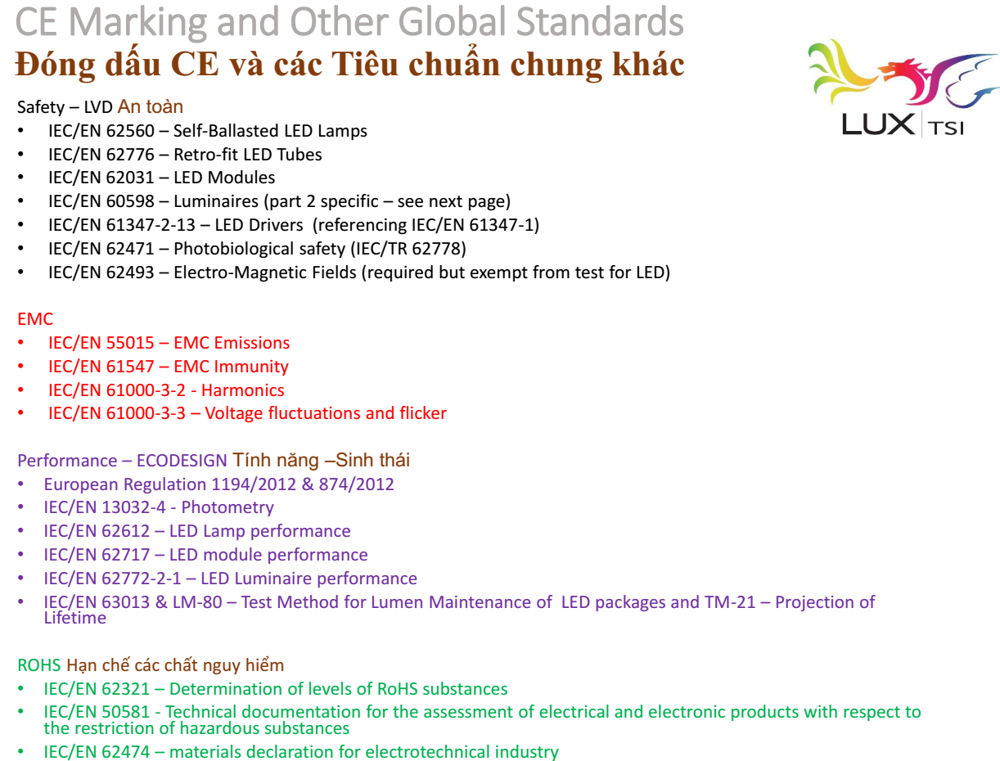 CE Marking and Other Global Standards
Đóng dấu CE và các Tiêu chuẩn chung khác
LUX TSI
Safety – LVD An toàn
• IEC/EN 62560 – Self-Ballasted LED Lamps
• IEC/EN 62776 – Retro-fit LED Tubes
• IEC/EN 62031 – LED Modules
• IEC/EN 60598 – Luminaires (part 2 specific – see next page)
• IEC/EN 61347-2-13 – LED Drivers (referencing IEC/EN 61347-1)
• IEC/EN 62471 – Photobiological safety (IEC/TR 62778)
• IEC/EN 62493 – Electro-Magnetic Fields (required but exempt from test for LED)
EMC
• IEC/EN 55015 – EMC Emissions
• IEC/EN 61547 – EMC Immunity
• IEC/EN 61000-3-2 - Harmonics
• IEC/EN 61000-3-3 – Voltage fluctuations and flicker
Performance – ECODESIGN Tính năng –Sinh thái
• European Regulation 1194/2012 & 874/2012
• IEC/EN 13032-4 - Photometry
• IEC/EN 62612 – LED Lamp performance
• IEC/EN 62717 – LED module performance
• IEC/EN 62772-2-1 – LED Luminaire performance
• IEC/EN 63013 & LM-80 – Test Method for Lumen Maintenance of LED packages and TM-21 – Projection of
Lifetime
ROHS Hạn chế các chất nguy hiểm
• IEC/EN 62321 – Determination of levels of RoHS substances
• IEC/EN 50581 - Technical documentation for the assessment of electrical and electronic products with respect to
the restriction of hazardous substances
• IEC/EN 62474 – materials declaration for electrotechnical industry